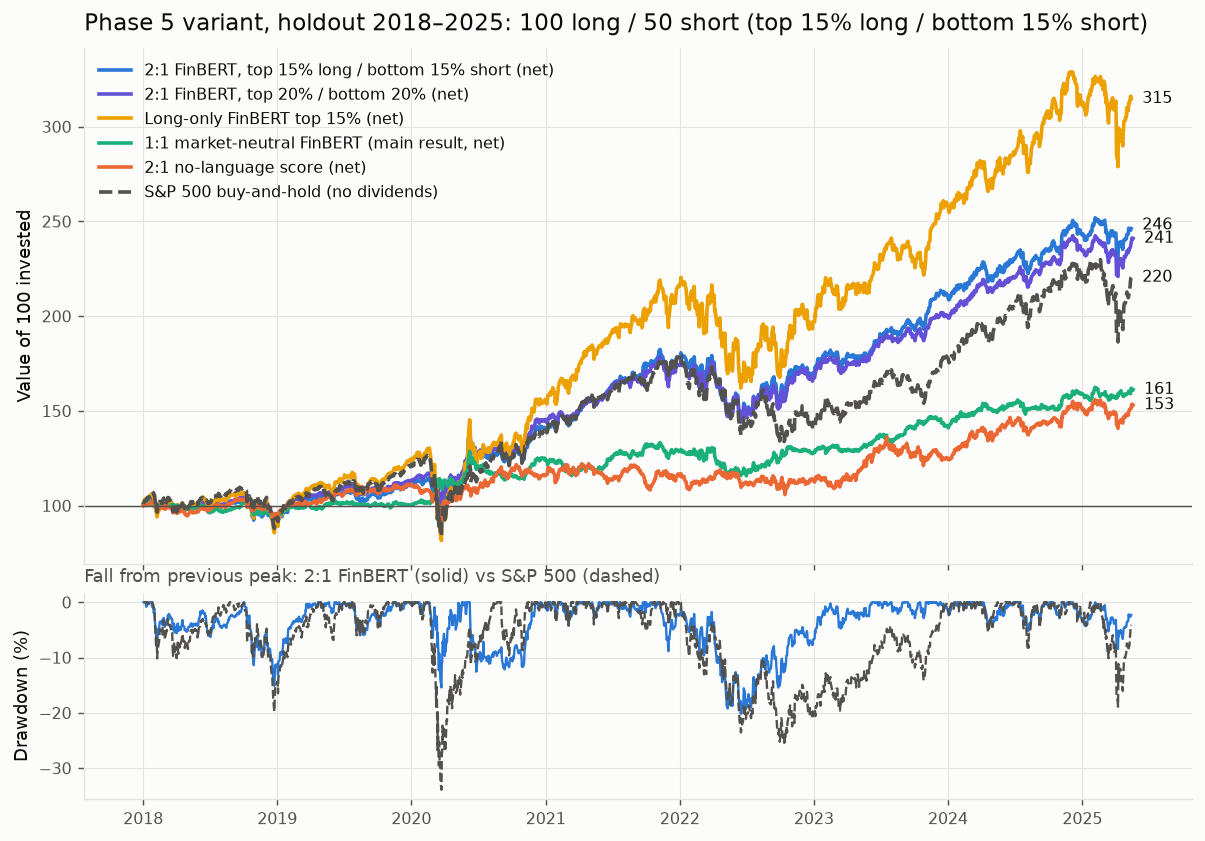 Phase 5 variant, holdout 2018–2025: 100 long / 50 short (top 15% long / bottom 15% short)
2:1 FinBERT, top 15% long / bottom 15% short (net)
2:1 FinBERT, top 20% / bottom 20% (net)
Long-only FinBERT top 15% (net)
1:1 market-neutral FinBERT (main result, net)
2:1 no-language score (net)
S&P 500 buy-and-hold (no dividends)
Value of 100 invested
300
250
200
150
100
315
246
241
220
161
153
Fall from previous peak: 2:1 FinBERT (solid) vs S&P 500 (dashed)
Drawdown (%)
0
−10
−20
−30
2018 2019 2020 2021 2022 2023 2024 2025